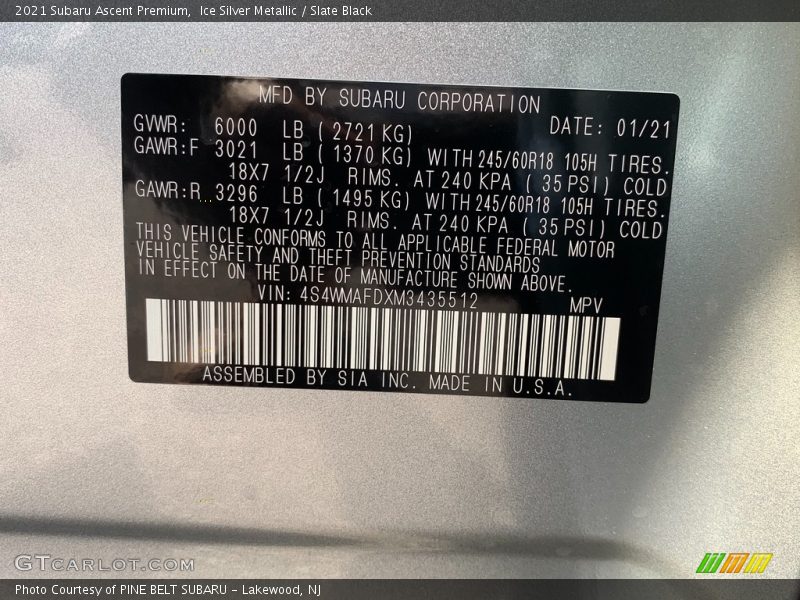 2021 Subaru Ascent Premium,  Ice Silver Metallic / Slate Black
MFD BY SUBARU CORPORATION
GVWR: 6000 LB ( 2721 KG) DATE: 01/21
GAWR:F 3021 LB ( 1370 KG) WITH 245/60R18 105H TIRES.
18X7 1/2J RIMS. AT 240 KPA ( 35 PSI) COLD
GAWR:R 3296 LB ( 1495 KG) WITH 245/60R18 105H TIRES.
18X7 1/2J RIMS. AT 240 KPA ( 35 PSI) COLD
THIS VEHICLE CONFORMS TO ALL APPLICABLE FEDERAL MOTOR
VEHICLE SAFETY AND THEFT PREVENTION STANDARDS
IN EFFECT ON THE DATE OF MANUFACTURE SHOWN ABOVE.
VIN: 4S4WMAFDXM3435512 MPV
ASSEMBLED BY SIA INC. MADE IN U.S.A.
GTCARLOT.COM
Photo Courtesy of PINE BELT SUBARU - Lakewood, NJ